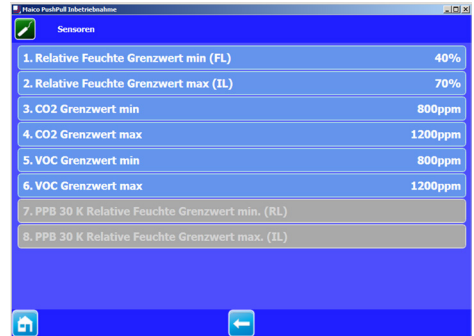 Maico PushPull Inbetriebnahme
Sensoren
1. Relative Feuchte Grenzwert min (FL) 40%
2. Relative Feuchte Grenzwert max (IL) 70%
3. CO2 Grenzwert min 800ppm
4. CO2 Grenzwert max 1200ppm
5. VOC Grenzwert min 800ppm
6. VOC Grenzwert max 1200ppm
7. PPB 30 K Relative Feuchte Grenzwert min. (RL)
8. PPB 30 K Relative Feuchte Grenzwert max. (IL)